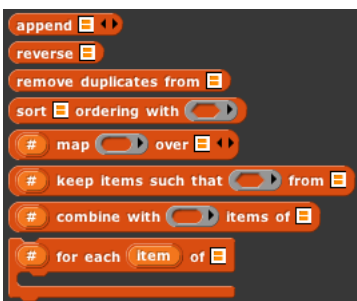 append
reverse
remove duplicates from
sort ordering with
# map over
# keep items such that from
# combine with items of
# for each item of